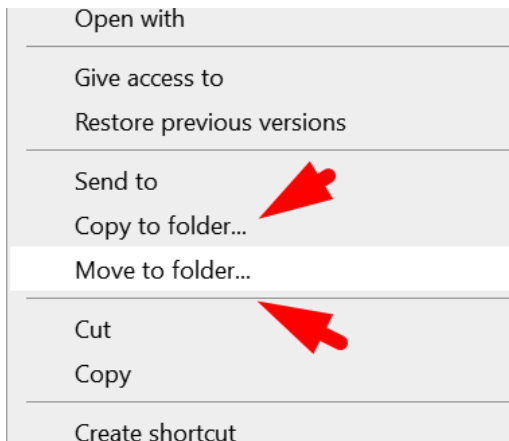 Open with
Give access to
Restore previous versions
Send to
Copy to folder...
Move to folder...
Cut
Copy
Create shortcut